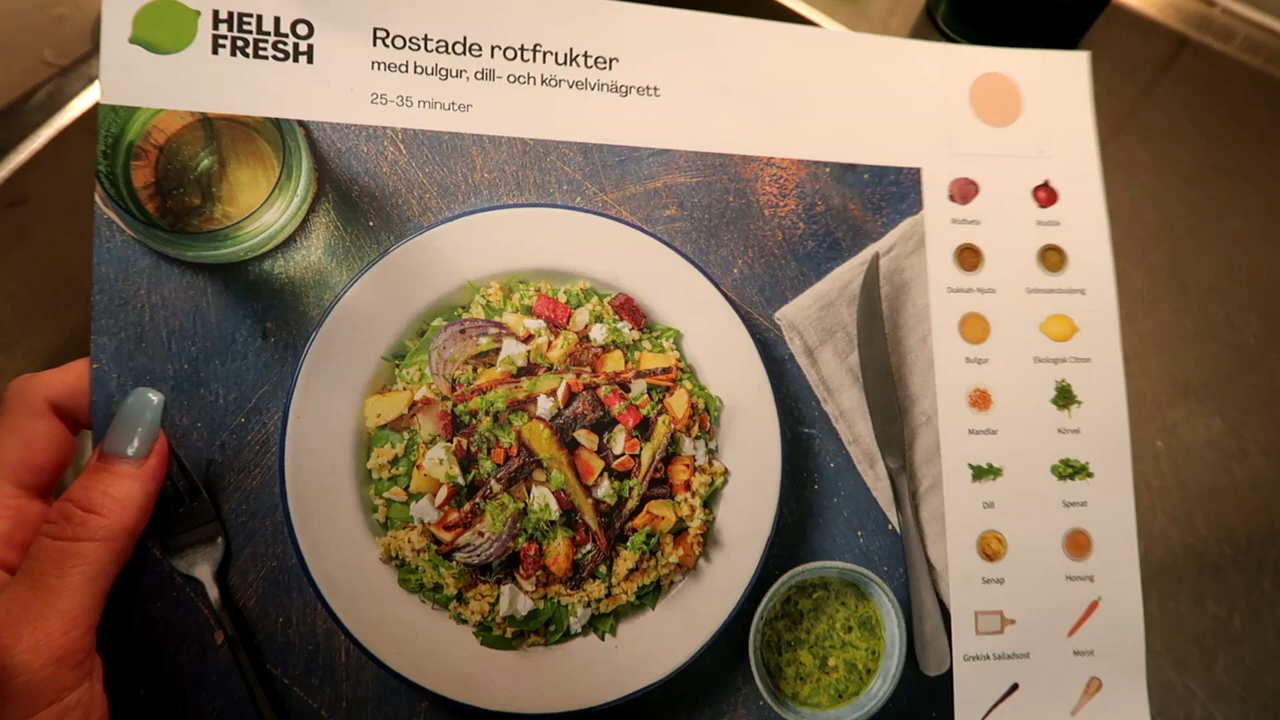 HELLO
FRESH
Rostade rotfrukter
med bulgur, dill- och körvelvinägrett
25-35 minuter
Rödbeta
Rödlök
Dukkah-Njuta
Grönsaksbuljong
Bulgur
Ekologisk Citron
Mandlar
Körvel
Dill
Spenat
Senap
Honung
Grekisk Salladsost
Morot